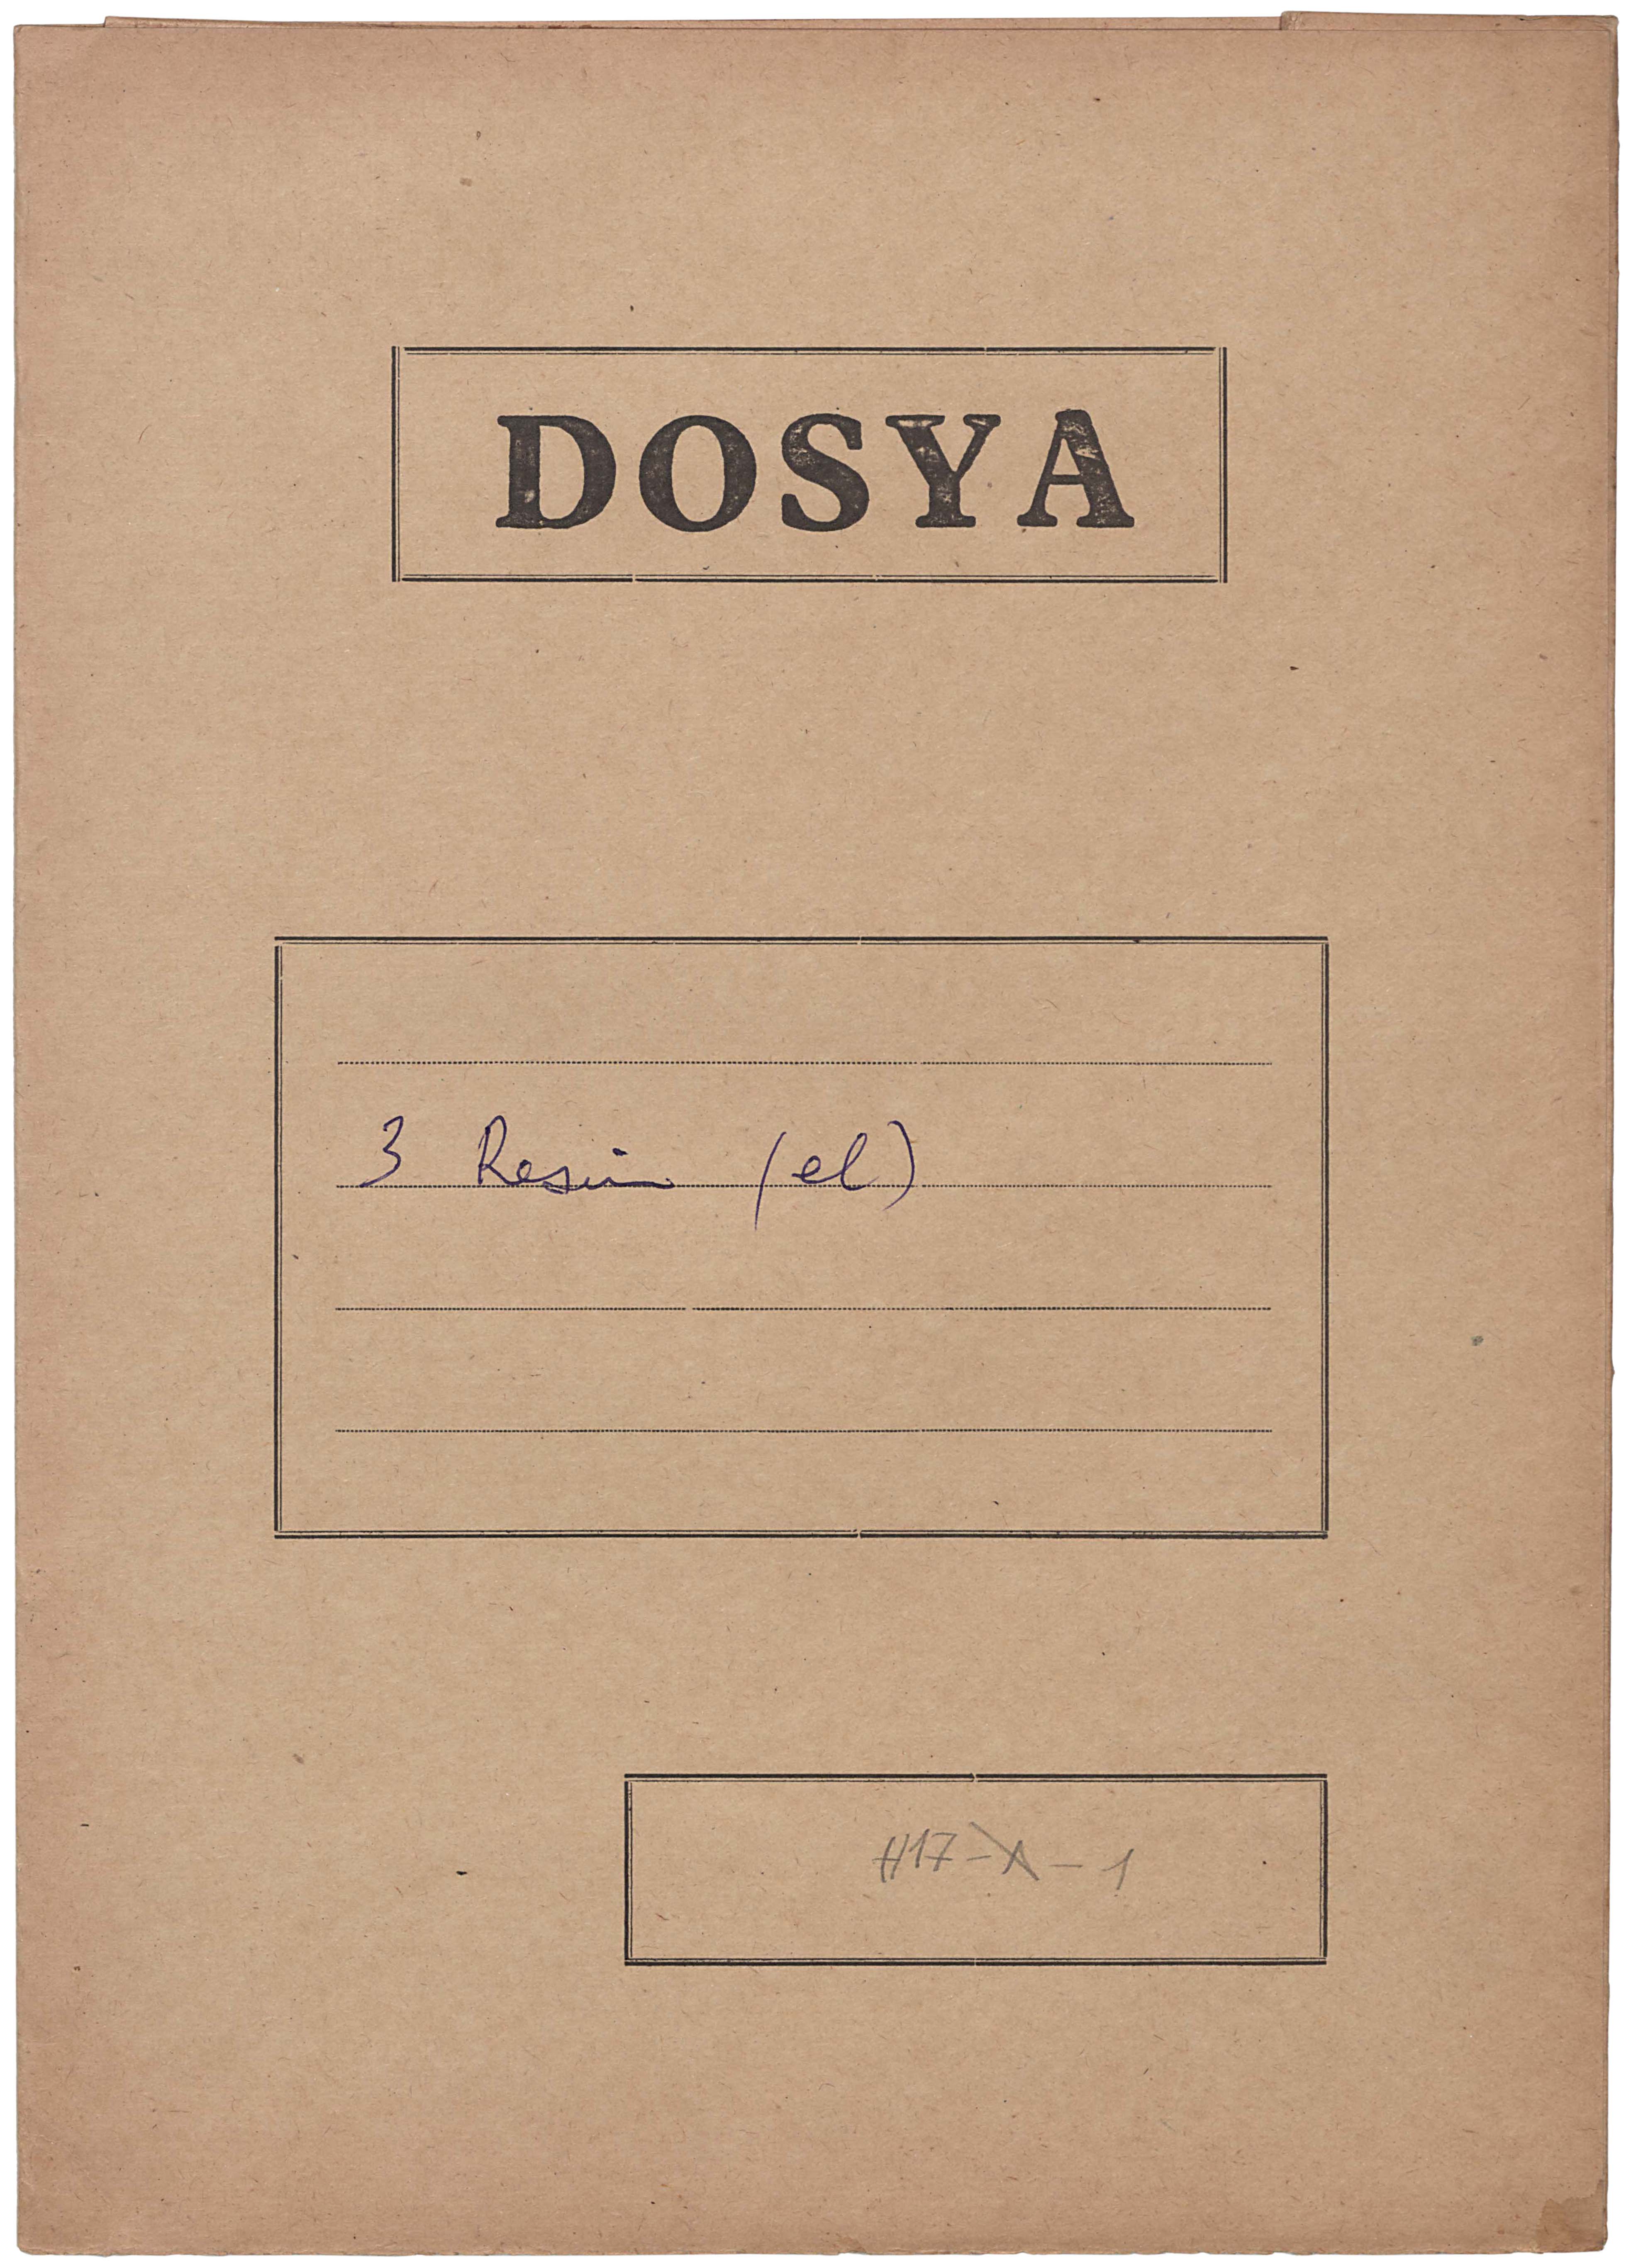 DOSYA
3 Resim (el)
H17-A-1